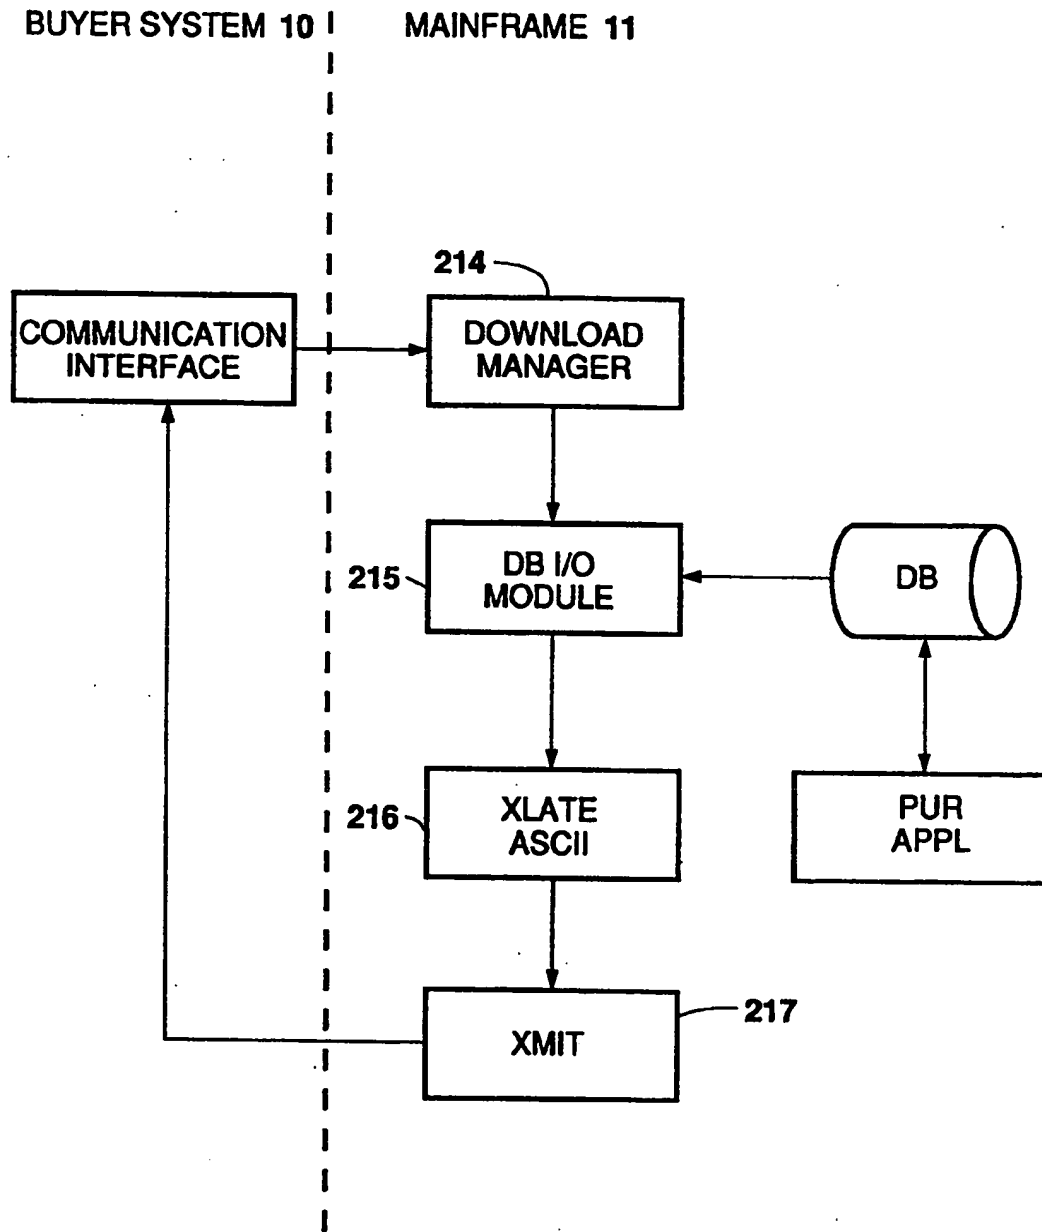 BUYER SYSTEM 10
MAINFRAME 11
214
COMMUNICATION
INTERFACE
DOWNLOAD
MANAGER
215
DB I/O
MODULE
DB
216
XLATE
ASCII
PUR
APPL
XMIT
217